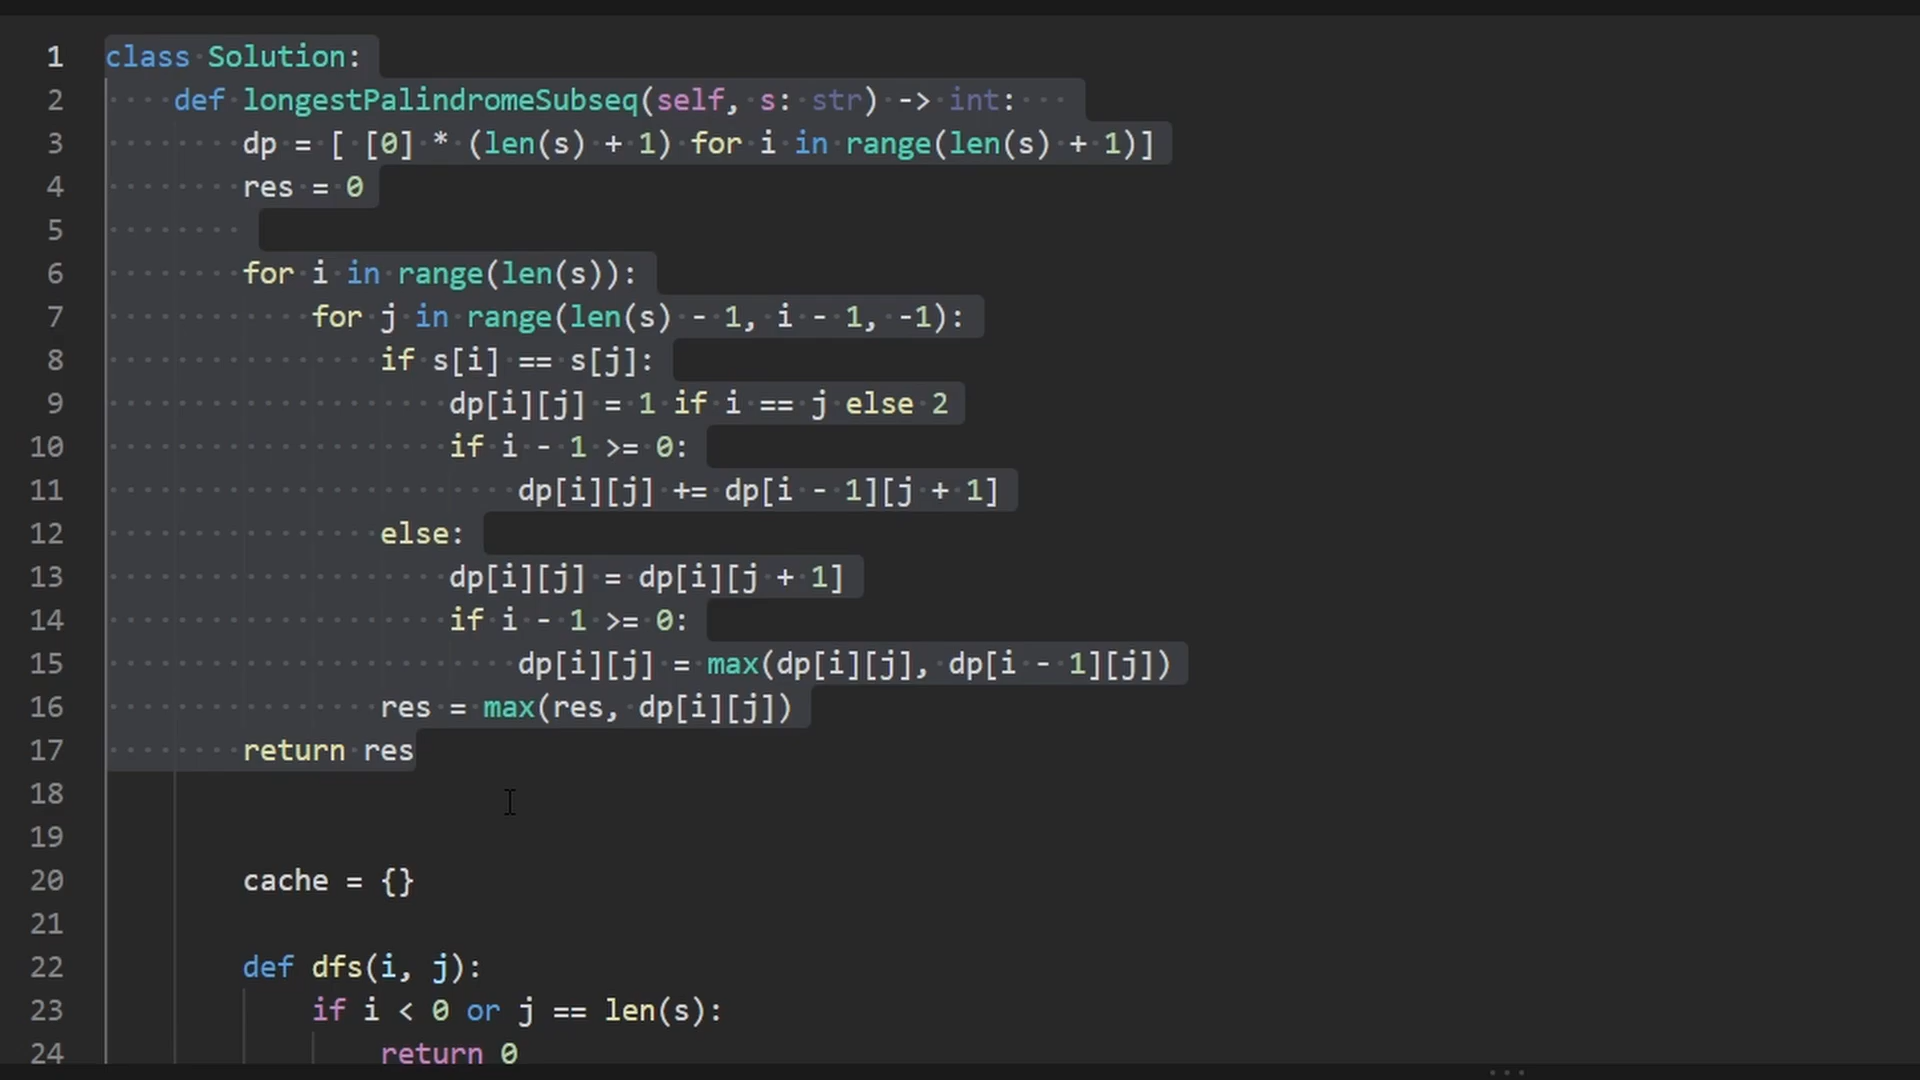 1 class Solution:
2 def longestPalindromeSubseq(self, s: str) -> int:
3 dp = [ [0] * (len(s) + 1) for i in range(len(s) + 1)]
4 res = 0
5
6 for i in range(len(s)):
7 for j in range(len(s) - 1, i - 1, -1):
8 if s[i] == s[j]:
9 dp[i][j] = 1 if i == j else 2
10 if i - 1 >= 0:
11 dp[i][j] += dp[i - 1][j + 1]
12 else:
13 dp[i][j] = dp[i][j + 1]
14 if i - 1 >= 0:
15 dp[i][j] = max(dp[i][j], dp[i - 1][j])
16 res = max(res, dp[i][j])
17 return res
18
19
20 cache = {}
21
22 def dfs(i, j):
23 if i < 0 or j == len(s):
24 return 0